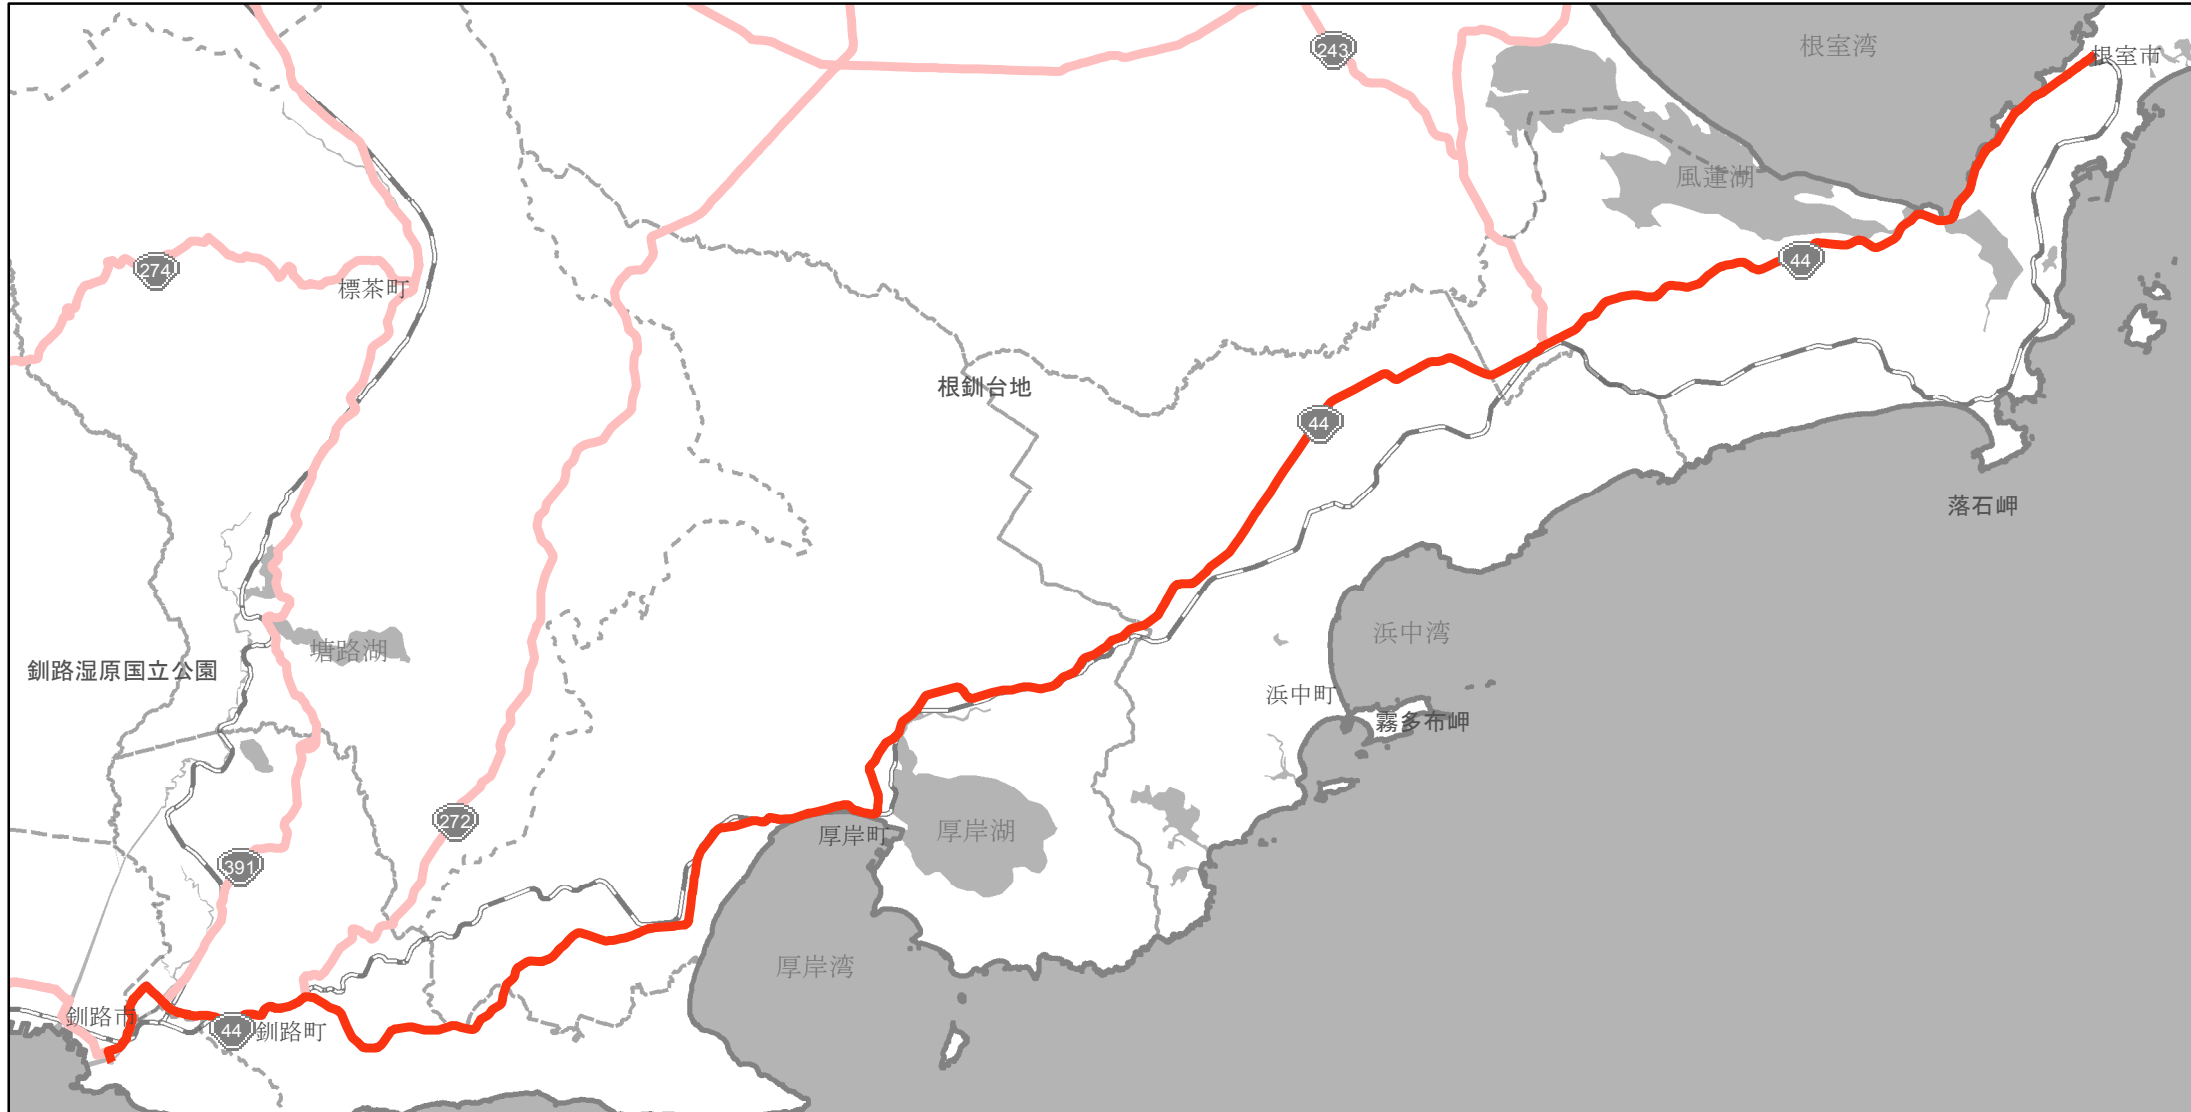 243
根室湾
根室市
風蓮湖
274
標茶町
44
根釧台地
44
落石岬
浜中湾
塘路湖
釧路湿原国立公園
浜中町
霧多布岬
272
厚岸町
厚岸湖
391
厚岸湾
釧路市
44
釧路町